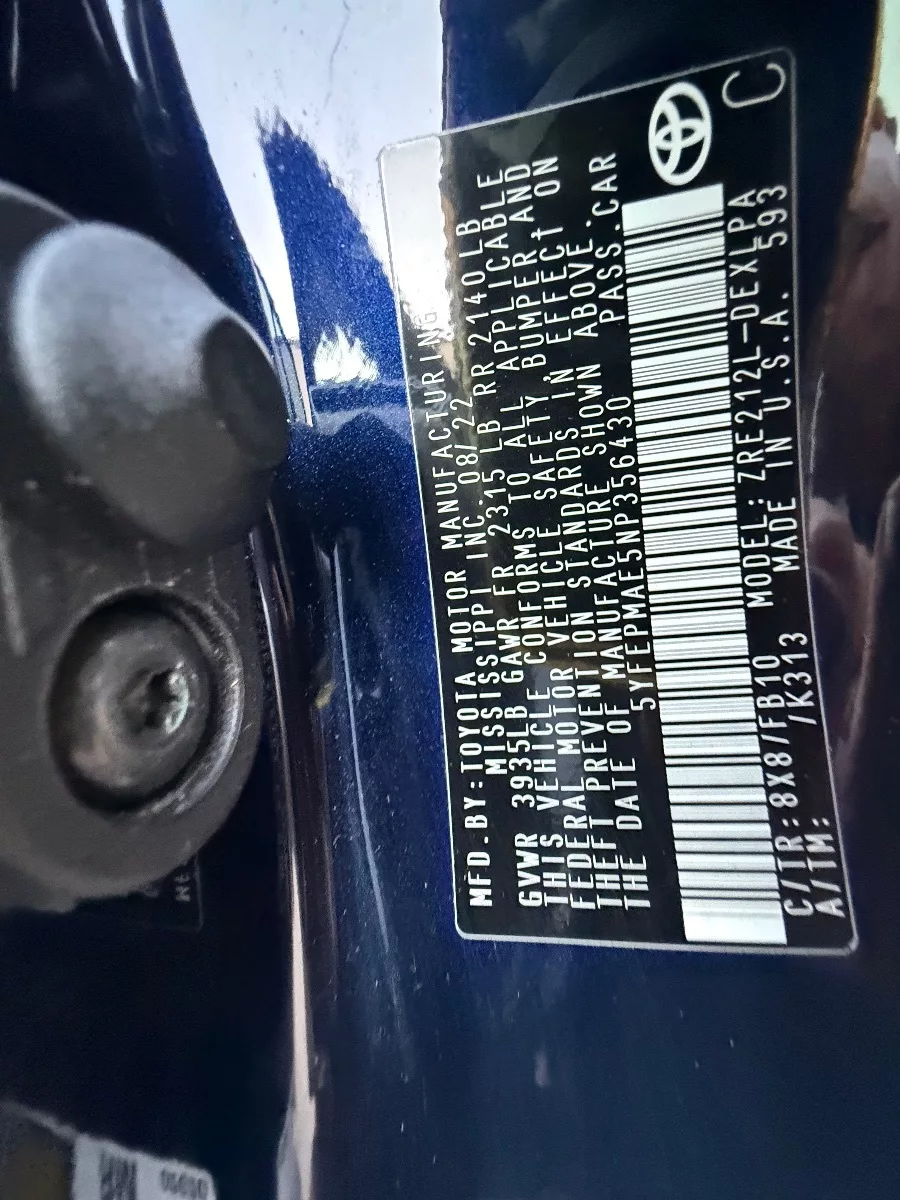 MFD.BY:TOYOTA MOTOR MANUFACTURING
MISSISSIPPI INC. 08/22
GVWR 3935LB GAWR FR 2315 LB RR 2140 LB
THIS VEHICLE CONFORMS TO ALL APPLICABLE
FEDERAL MOTOR VEHICLE SAFETY, BUMPER, AND
THEFT PREVENTION STANDARDS IN EFFECT ON
THE DATE OF MANUFACTURE SHOWN ABOVE.
5YFEPMAE5NP356430 PASS.CAR
C/TR:8X8/FB10 MODEL:ZRE212L-DEXLPA
A/TM: /K313 MADE IN U.S.A. 593
C